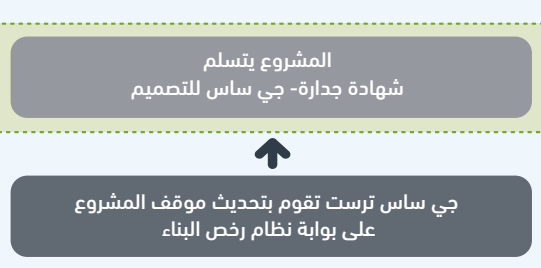 المشروع يتسلم
شهادة جدارة- جي ساس للتصميم
جي ساس ترست تقوم بتحديث موقف المشروع
على بوابة نظام رخص البناء